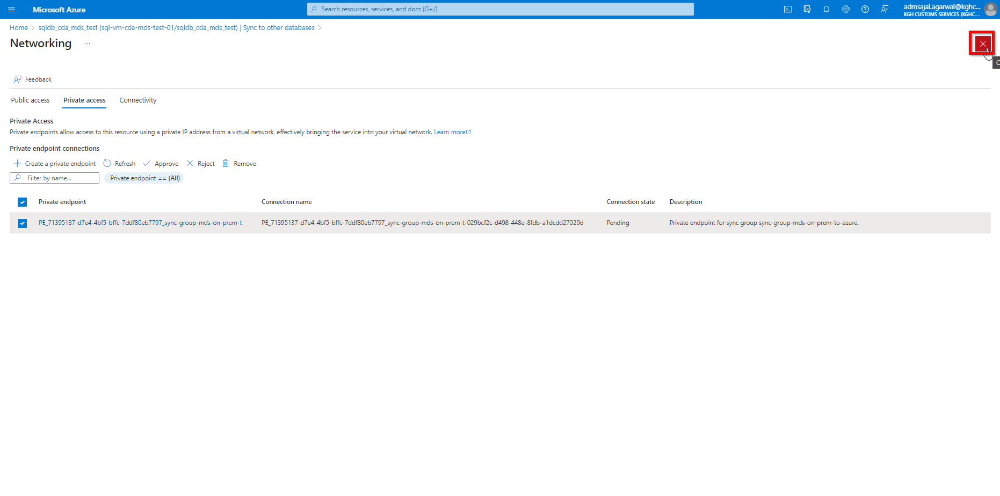 Microsoft Azure
Search resources, services, and docs (G+/)
admsajal.agarwal@kghc...
KGH CUSTOMS SERVICES (KGHC....
Home > sqldb_cda_mds_test (sql-vm-cda-mds-test-01/sqldb_cda_mds_test) | Sync to other databases >
Networking ...
Feedback
Public access Private access Connectivity
Private Access
Private endpoints allow access to this resource using a private IP address from a virtual network, effectively bringing the service into your virtual network. Learn more
Private endpoint connections
Create a private endpoint Refresh Approve Reject Remove
Filter by name... Private endpoint == (All)
Private endpoint Connection name Connection state Description
PE_71395137-d7e4-4bf5-bffc-7ddf80eb7797_sync-group-mds-on-prem-t PE_71395137-d7e4-4bf5-bffc-7ddf80eb7797_sync-group-mds-on-prem-t-029bcf2c-d498-448e-8fdb-a1dcdd27029d Pending Private endpoint for sync group sync-group-mds-on-prem-to-azure.